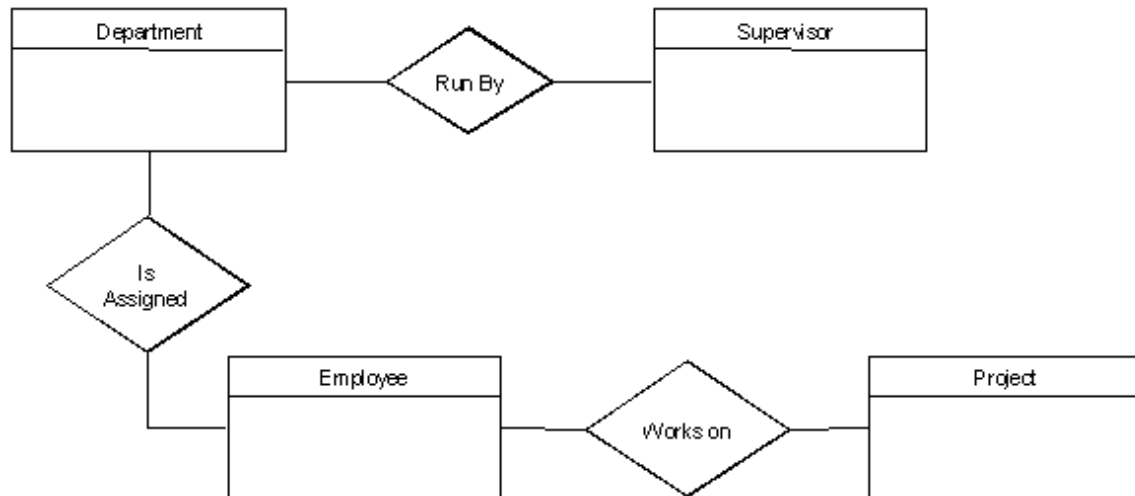 Department
Supervisor
Run By
Is
Assigned
Employee
Project
Works on